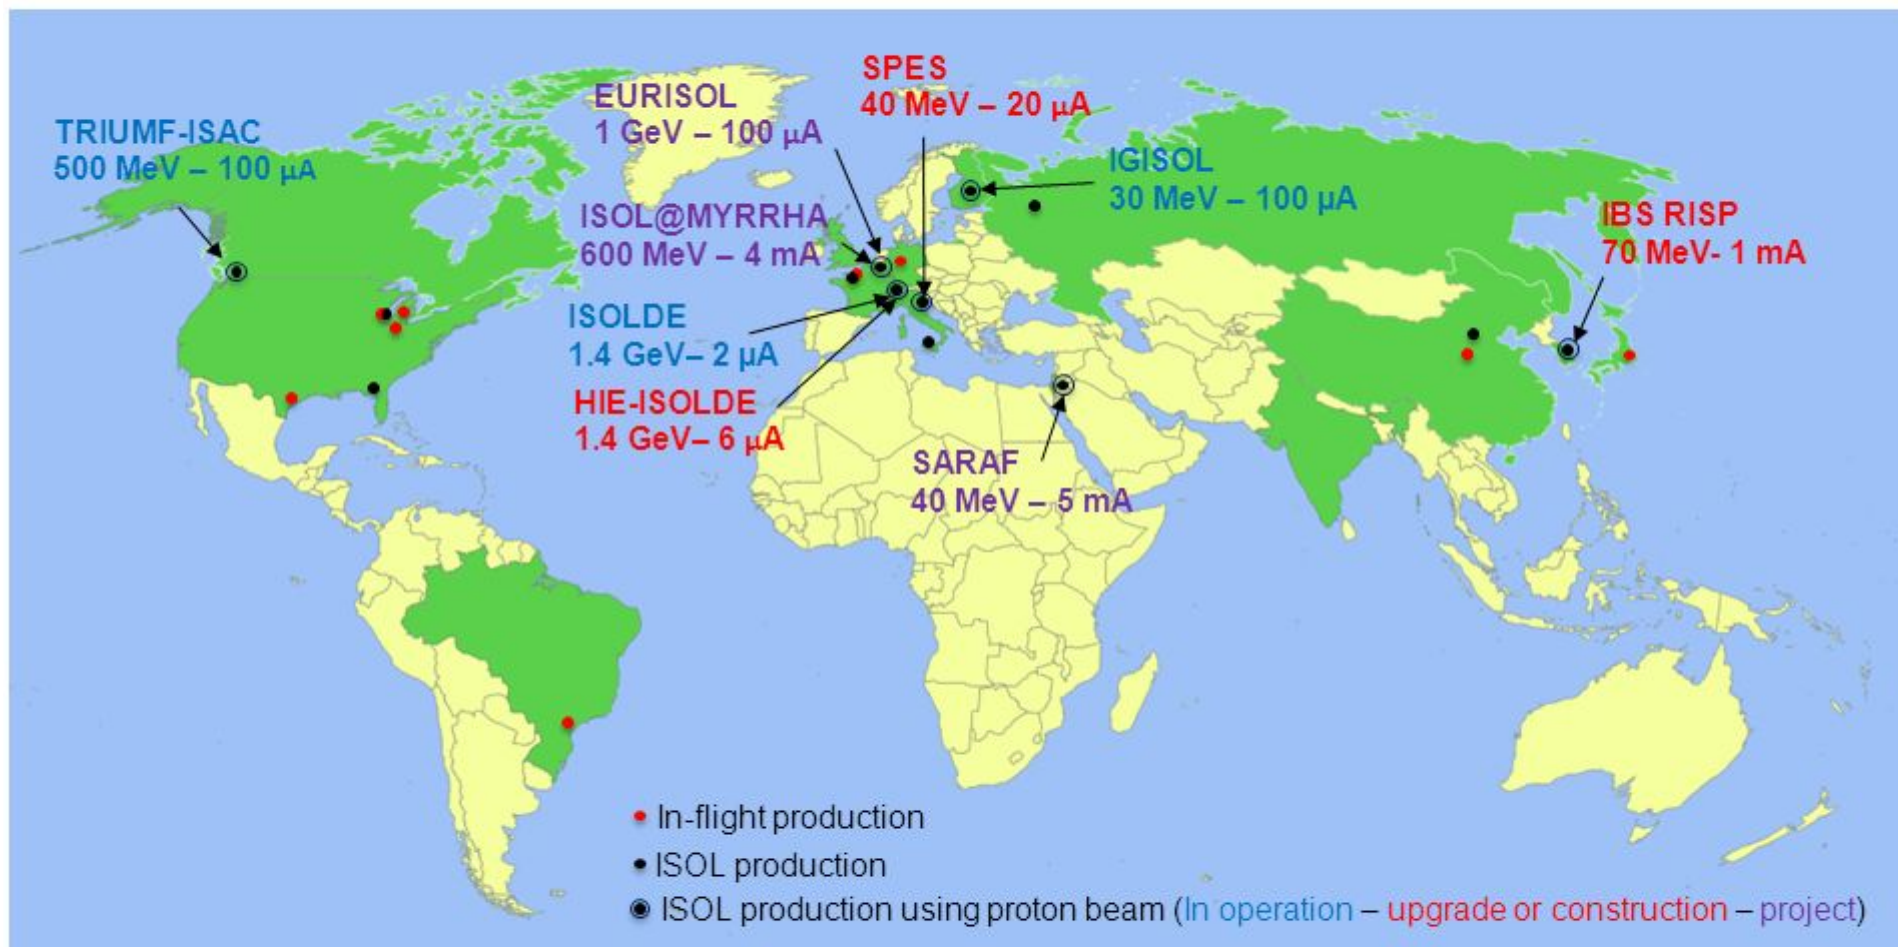 SPES
40 MeV – 20 µA
EURISOL
1 GeV – 100 µA
TRIUMF-ISAC
500 MeV – 100 µA
IGISOL
30 MeV – 100 µA
ISOL@MYRRHA
600 MeV – 4 mA
IBS RISP
70 MeV- 1 mA
ISOLDE
1.4 GeV– 2 µA
HIE-ISOLDE
1.4 GeV– 6 µA
SARAF
40 MeV – 5 mA
In-flight production
ISOL production
ISOL production using proton beam (In operation – upgrade or construction – project)